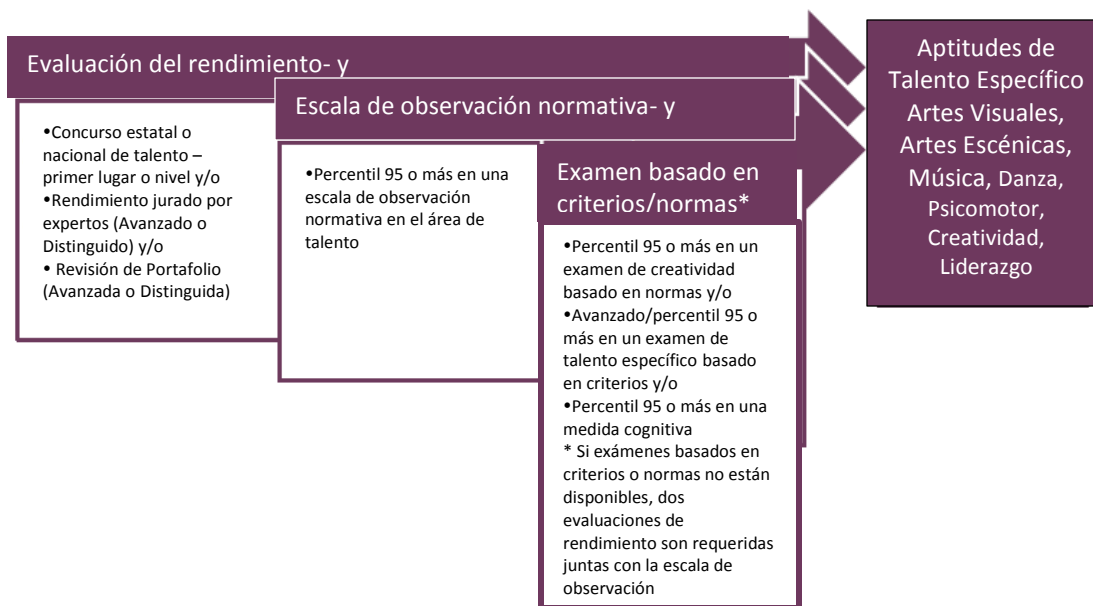 Evaluación del rendimiento- y
•Concurso estatal o
nacional de talento –
primer lugar o nivel y/o
•Rendimiento jurado por
expertos (Avanzado o
Distinguido) y/o
• Revisión de Portafolio
(Avanzada o Distinguida)
Escala de observación normativa- y
•Percentil 95 o más en una
escala de observación
normativa en el área de
talento
Examen basado en
criterios/normas*
•Percentil 95 o más en un
examen de creatividad
basado en normas y/o
•Avanzado/percentil 95 o
más en un examen de
talento específico basado
en criterios y/o
•Percentil 95 o más en una
medida cognitiva
* Si exámenes basados en
criterios o normas no están
disponibles, dos
evaluaciones de
rendimiento son requeridas
juntas con la escala de
observación
Aptitudes de
Talento Específico
Artes Visuales,
Artes Escénicas,
Música, Danza,
Psicomotor,
Creatividad,
Liderazgo